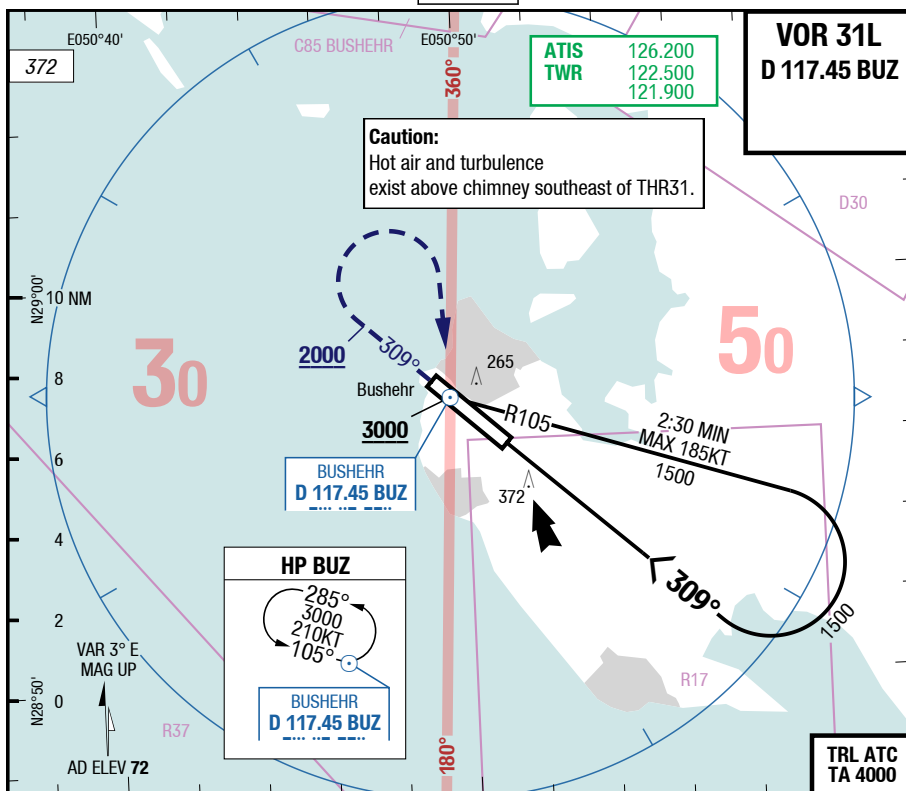 E050°40'
E050°50'
C85 BUSHEHR
372
360°
ATIS 126.200
TWR 122.500
121.900
VOR 31L
D 117.45 BUZ
Caution:
Hot air and turbulence
exist above chimney southeast of THR31.
D30
N29°00'
10 NM
30
50
2000
309°
265
Bushehr
8
3000
R105
2:30 MIN
MAX 185KT
1500
BUSHEHR
D 117.45 BUZ
6
372
4
HP BUZ
285°
3000
210KT
105°
BUSHEHR
D 117.45 BUZ
309°
1500
2
VAR 3° E
MAG UP
N28°50'
0
R17
R37
180°
AD ELEV 72
TRL ATC
TA 4000